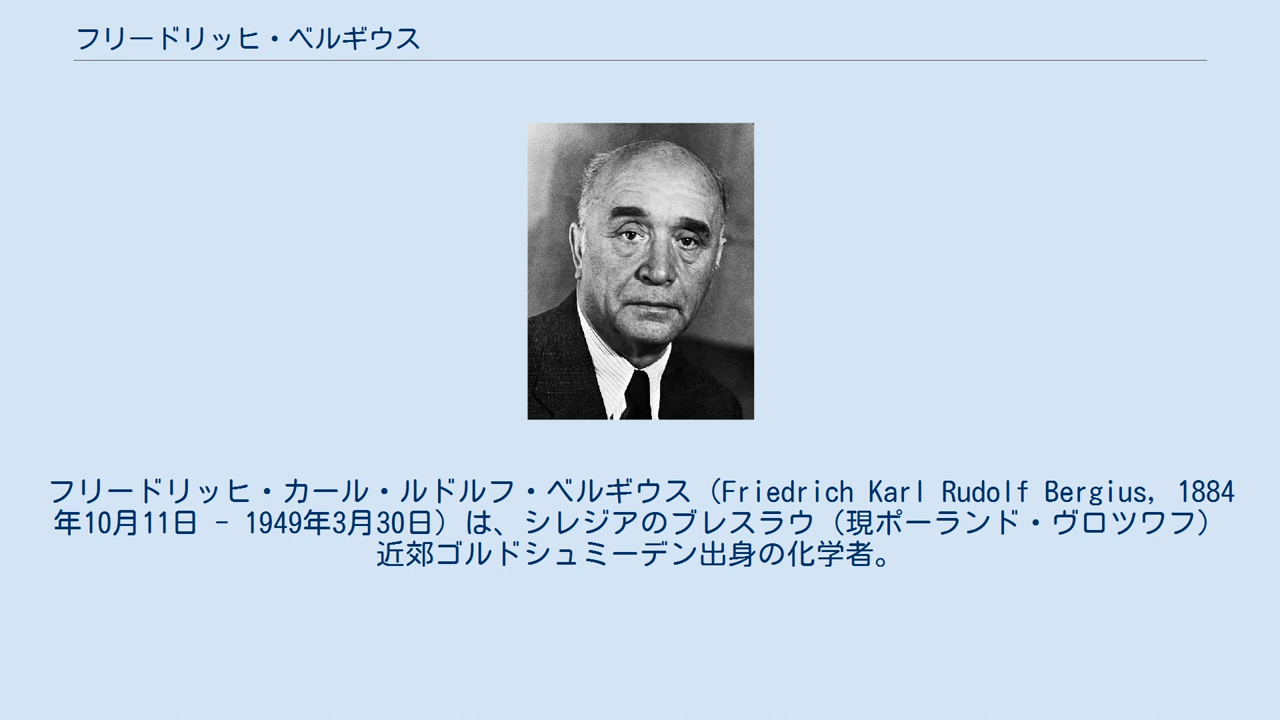 フリードリッヒ・ベルギウス
フリードリッヒ・カール・ルドルフ・ベルギウス（Friedrich Karl Rudolf Bergius, 1884
年10月11日 - 1949年3月30日）は、シレジアのブレスラウ（現ポーランド・ヴロツワフ）
近郊ゴルドシュミーデン出身の化学者。